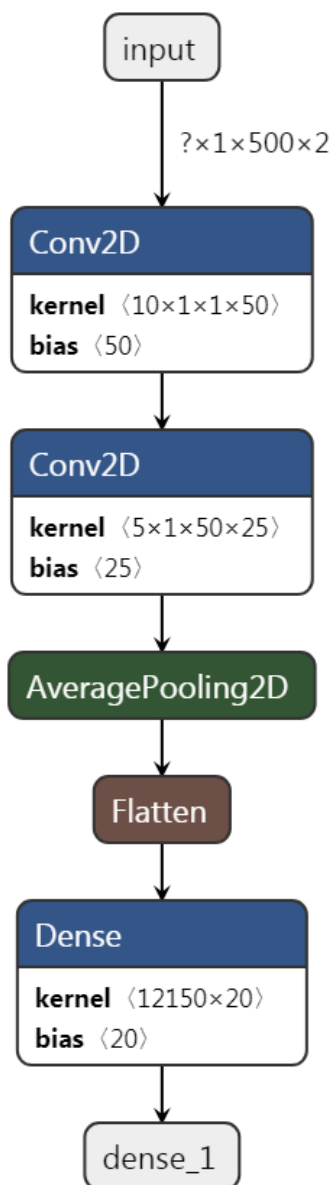 input
?×1×500×2
Conv2D
kernel 〈10×1×1×50〉
bias 〈50〉
Conv2D
kernel 〈5×1×50×25〉
bias 〈25〉
AveragePooling2D
Flatten
Dense
kernel 〈12150×20〉
bias 〈20〉
dense_1